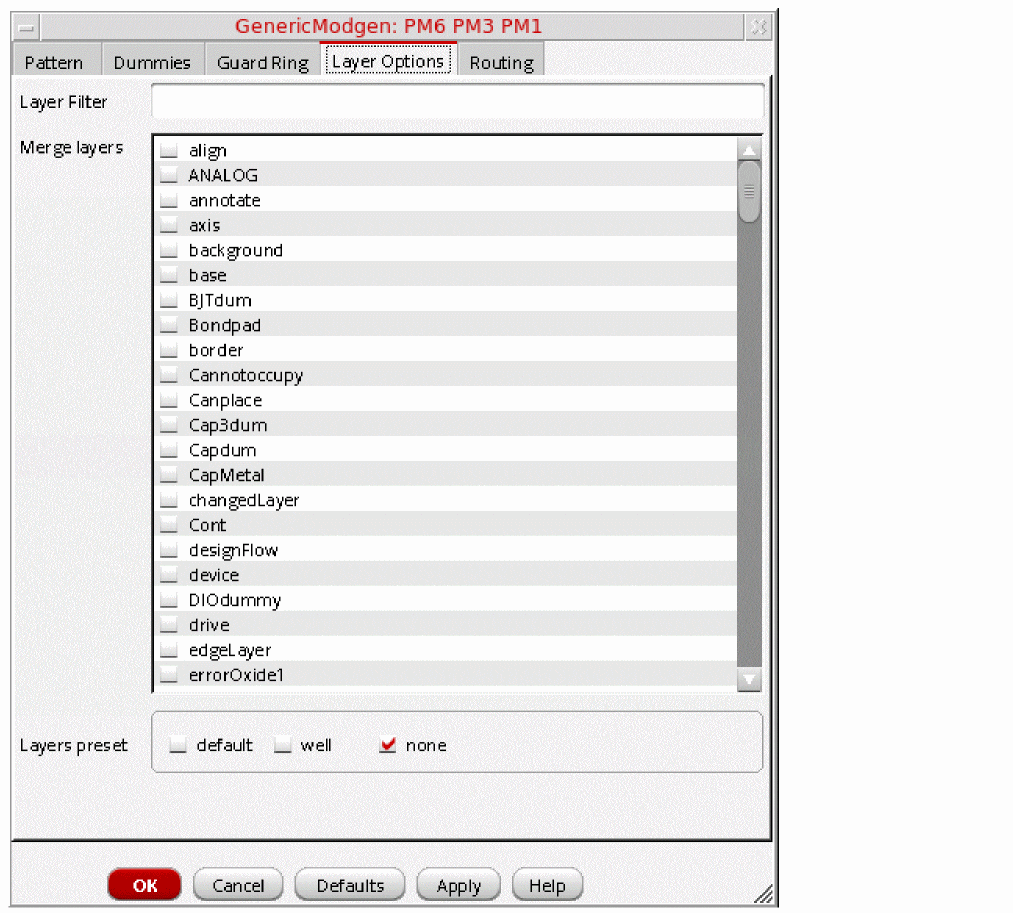 GenericModgen: PM6 PM3 PM1
Pattern Dummies Guard Ring Layer Options Routing
Layer Filter
Merge layers
align
ANALOG
annotate
axis
background
base
BJTdum
Bondpad
border
Cannotoccupy
Canplace
Cap3dum
Capdum
CapMetal
changedLayer
Cont
designFlow
device
DIOdummy
drive
edgeLayer
errorOxide1
Layers preset default well none
OK Cancel Defaults Apply Help